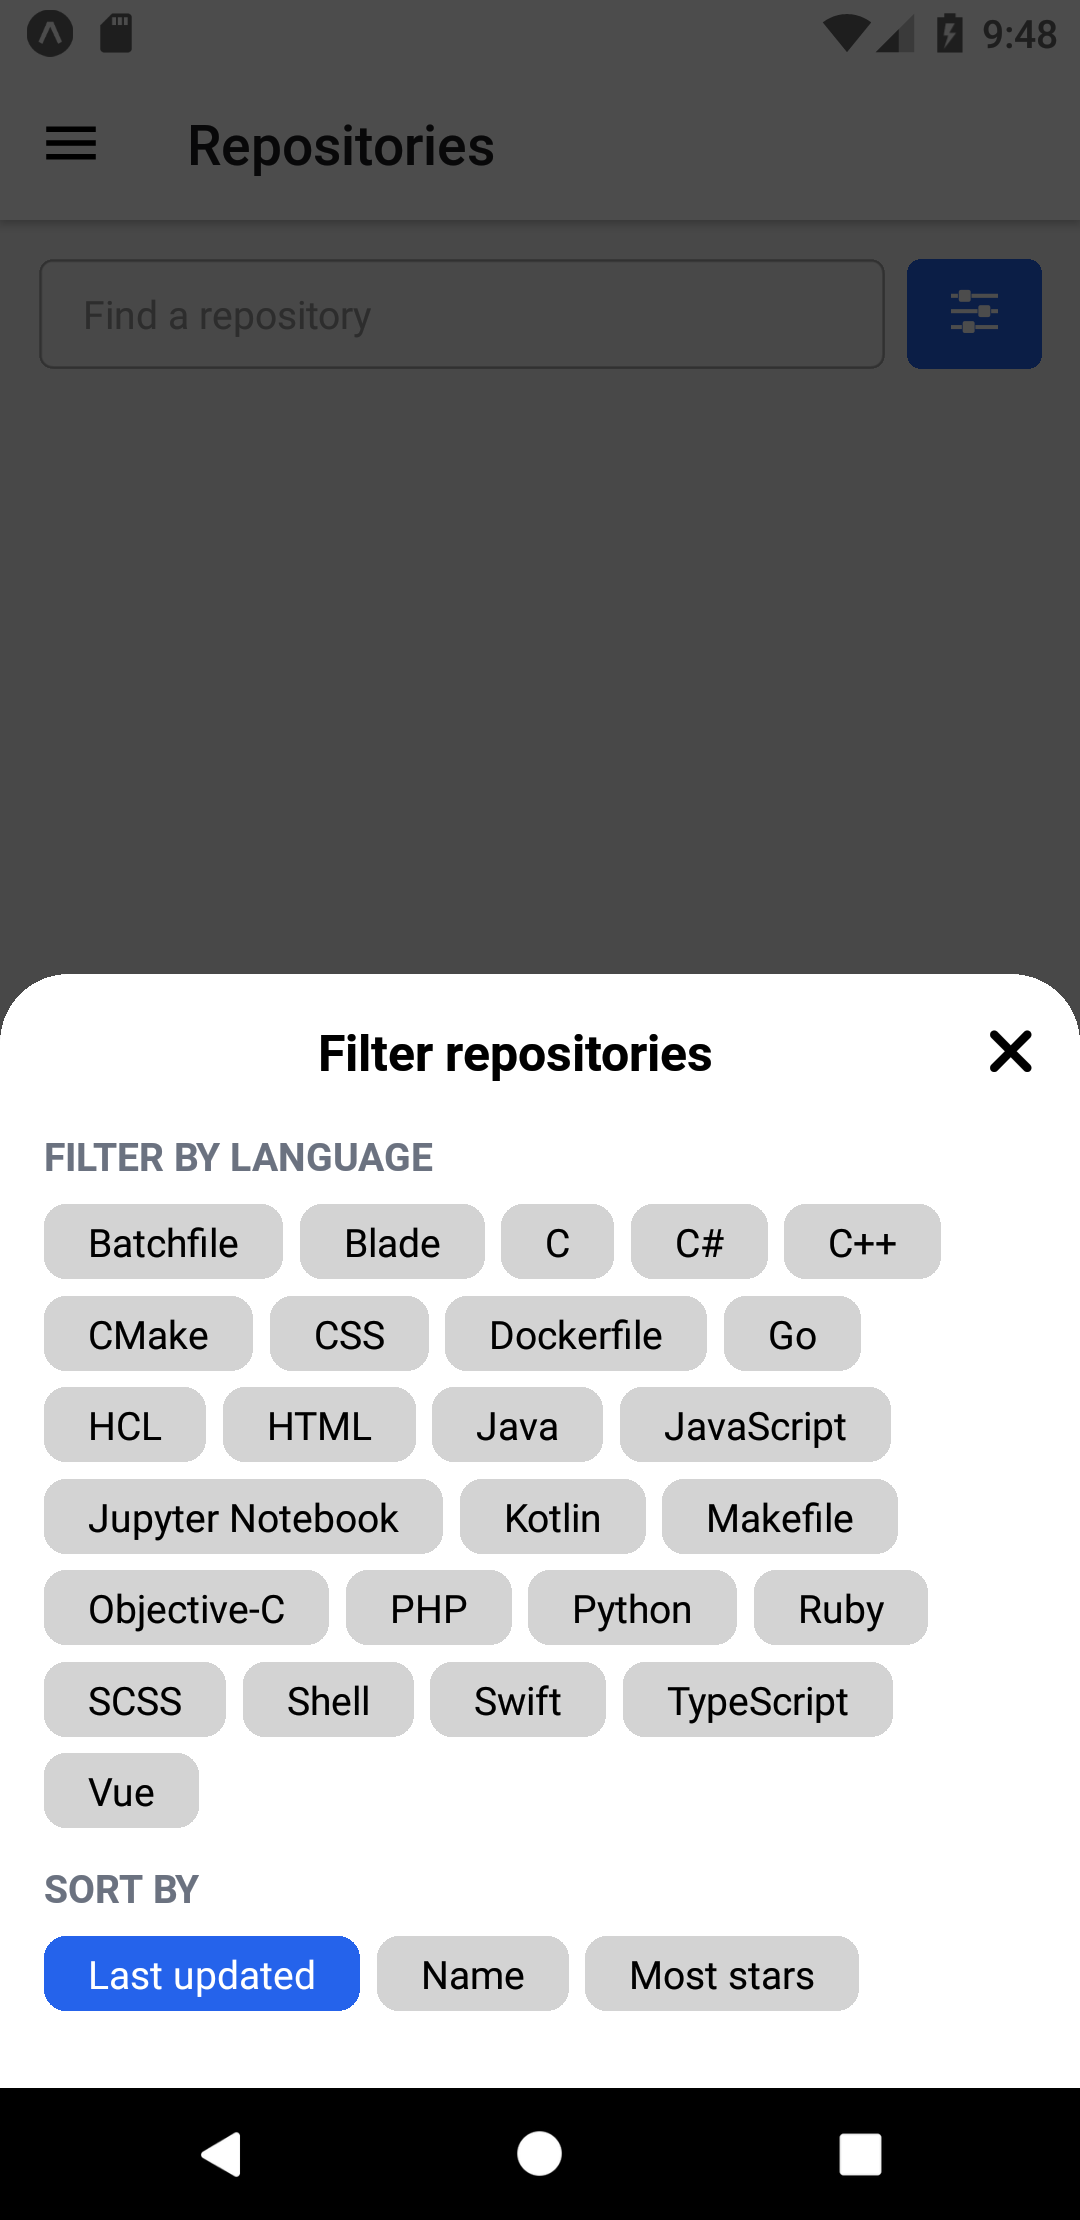 9:48
Repositories
Find a repository
Filter repositories
FILTER BY LANGUAGE
Batchfile Blade C C# C++
CMake CSS Dockerfile Go
HCL HTML Java JavaScript
Jupyter Notebook Kotlin Makefile
Objective-C PHP Python Ruby
SCSS Shell Swift TypeScript
Vue
SORT BY
Last updated Name Most stars